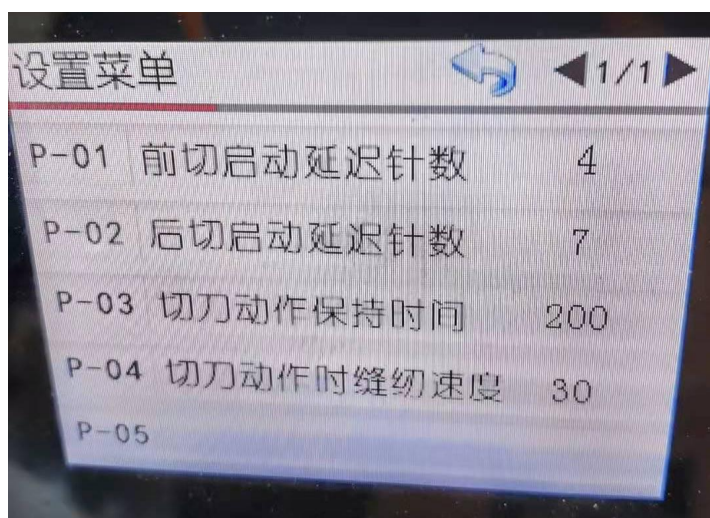 设置菜单 1/1
P-01 前切启动延迟针数 4
P-02 后切启动延迟针数 7
P-03 切刀动作保持时间 200
P-04 切刀动作时缝纫速度 30
P-05